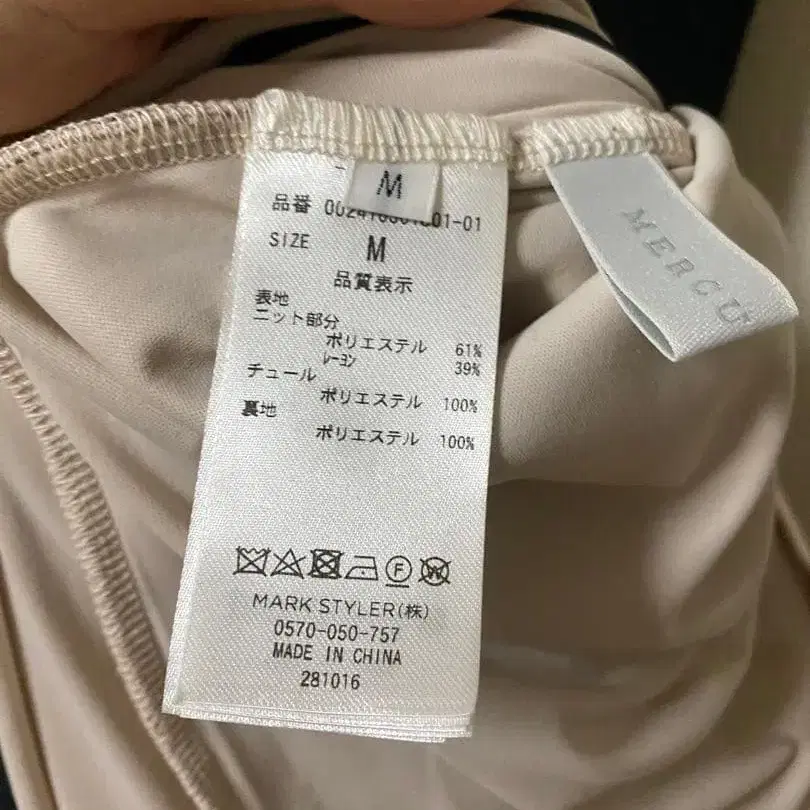 M
品番
SIZE M
品質表示
表地
ニット部分
ポリエステル 61%
レーヨン 39%
チュール
ポリエステル 100%
裏地
ポリエステル 100%
F
W
MARK STYLER(株)
0570-050-757
MADE IN CHINA
281016
MERCU